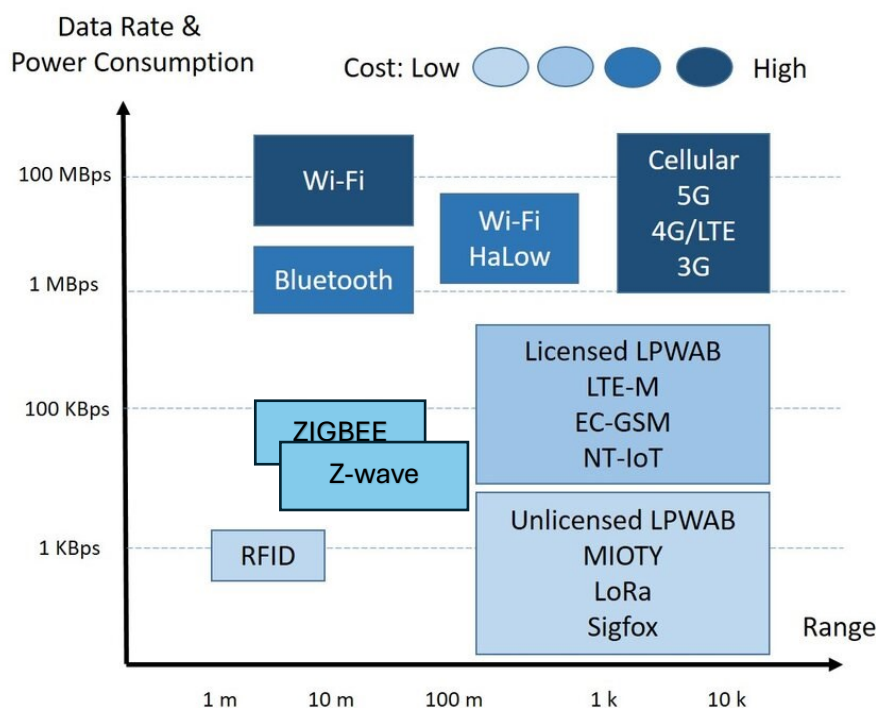 Data Rate &
Power Consumption
Cost: Low
High
100 MBps
1 MBps
100 KBps
1 KBps
Wi-Fi
Bluetooth
Wi-Fi
HaLow
Cellular
5G
4G/LTE
3G
ZIGBEE
Z-wave
RFID
Licensed LPWAB
LTE-M
EC-GSM
NT-IoT
Unlicensed LPWAB
MIOTY
LoRa
Sigfox
Range
1 m
10 m
100 m
1 k
10 k